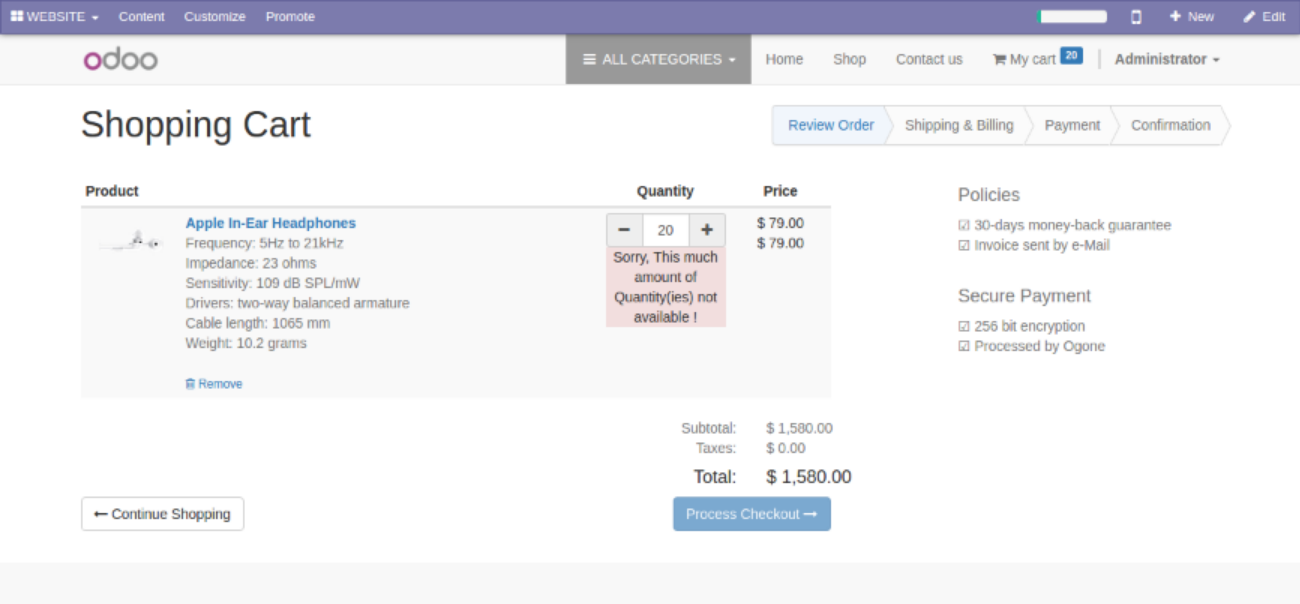 WEBSITE Content Customize Promote New Edit
odoo ALL CATEGORIES Home Shop Contact us My cart 20 Administrator
Shopping Cart
Review Order Shipping & Billing Payment Confirmation
Product Quantity Price
Apple In-Ear Headphones
Frequency: 5Hz to 21kHz
Impedance: 23 ohms
Sensitivity: 109 dB SPL/mW
Drivers: two-way balanced armature
Cable length: 1065 mm
Weight: 10.2 grams
Remove
− 20 +
Sorry, This much
amount of
Quantity(ies) not
available !
$ 79.00
$ 79.00
Policies
☑ 30-days money-back guarantee
☑ Invoice sent by e-Mail
Secure Payment
☑ 256 bit encryption
☑ Processed by Ogone
Subtotal: $ 1,580.00
Taxes: $ 0.00
Total: $ 1,580.00
← Continue Shopping
Process Checkout →